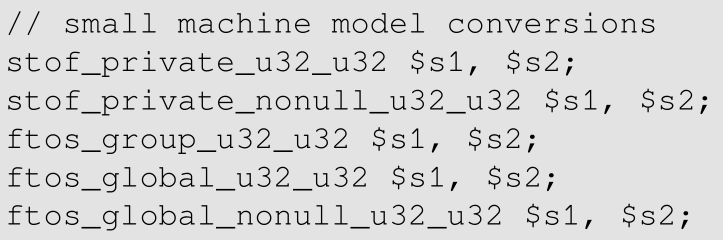 // small machine model conversions
stof_private_u32_u32 $s1, $s2;
stof_private_nonull_u32_u32 $s1, $s2;
ftos_group_u32_u32 $s1, $s2;
ftos_global_u32_u32 $s1, $s2;
ftos_global_nonull_u32_u32 $s1, $s2;